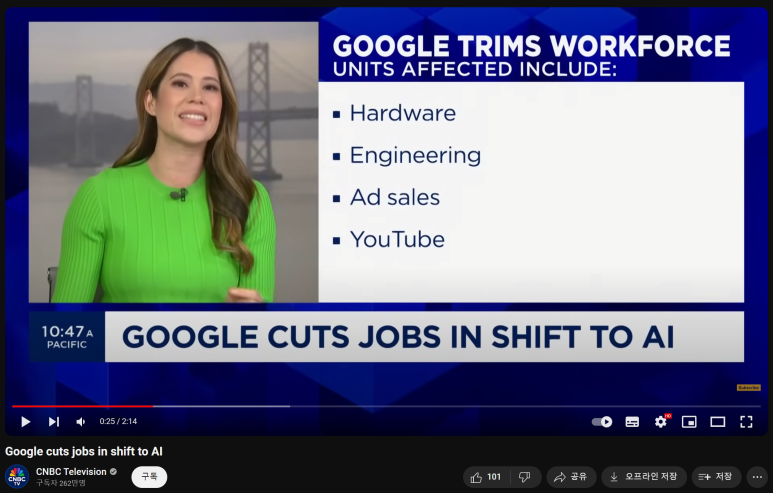 GOOGLE TRIMS WORKFORCE
UNITS AFFECTED INCLUDE:
▪ Hardware
▪ Engineering
▪ Ad sales
▪ YouTube
10:47A
PACIFIC
GOOGLE CUTS JOBS IN SHIFT TO AI
Subscribe
0:25 / 2:14
HD
Google cuts jobs in shift to AI
CNBC
TV
CNBC Television
구독자 262만명
구독
101
공유
오프라인 저장
저장